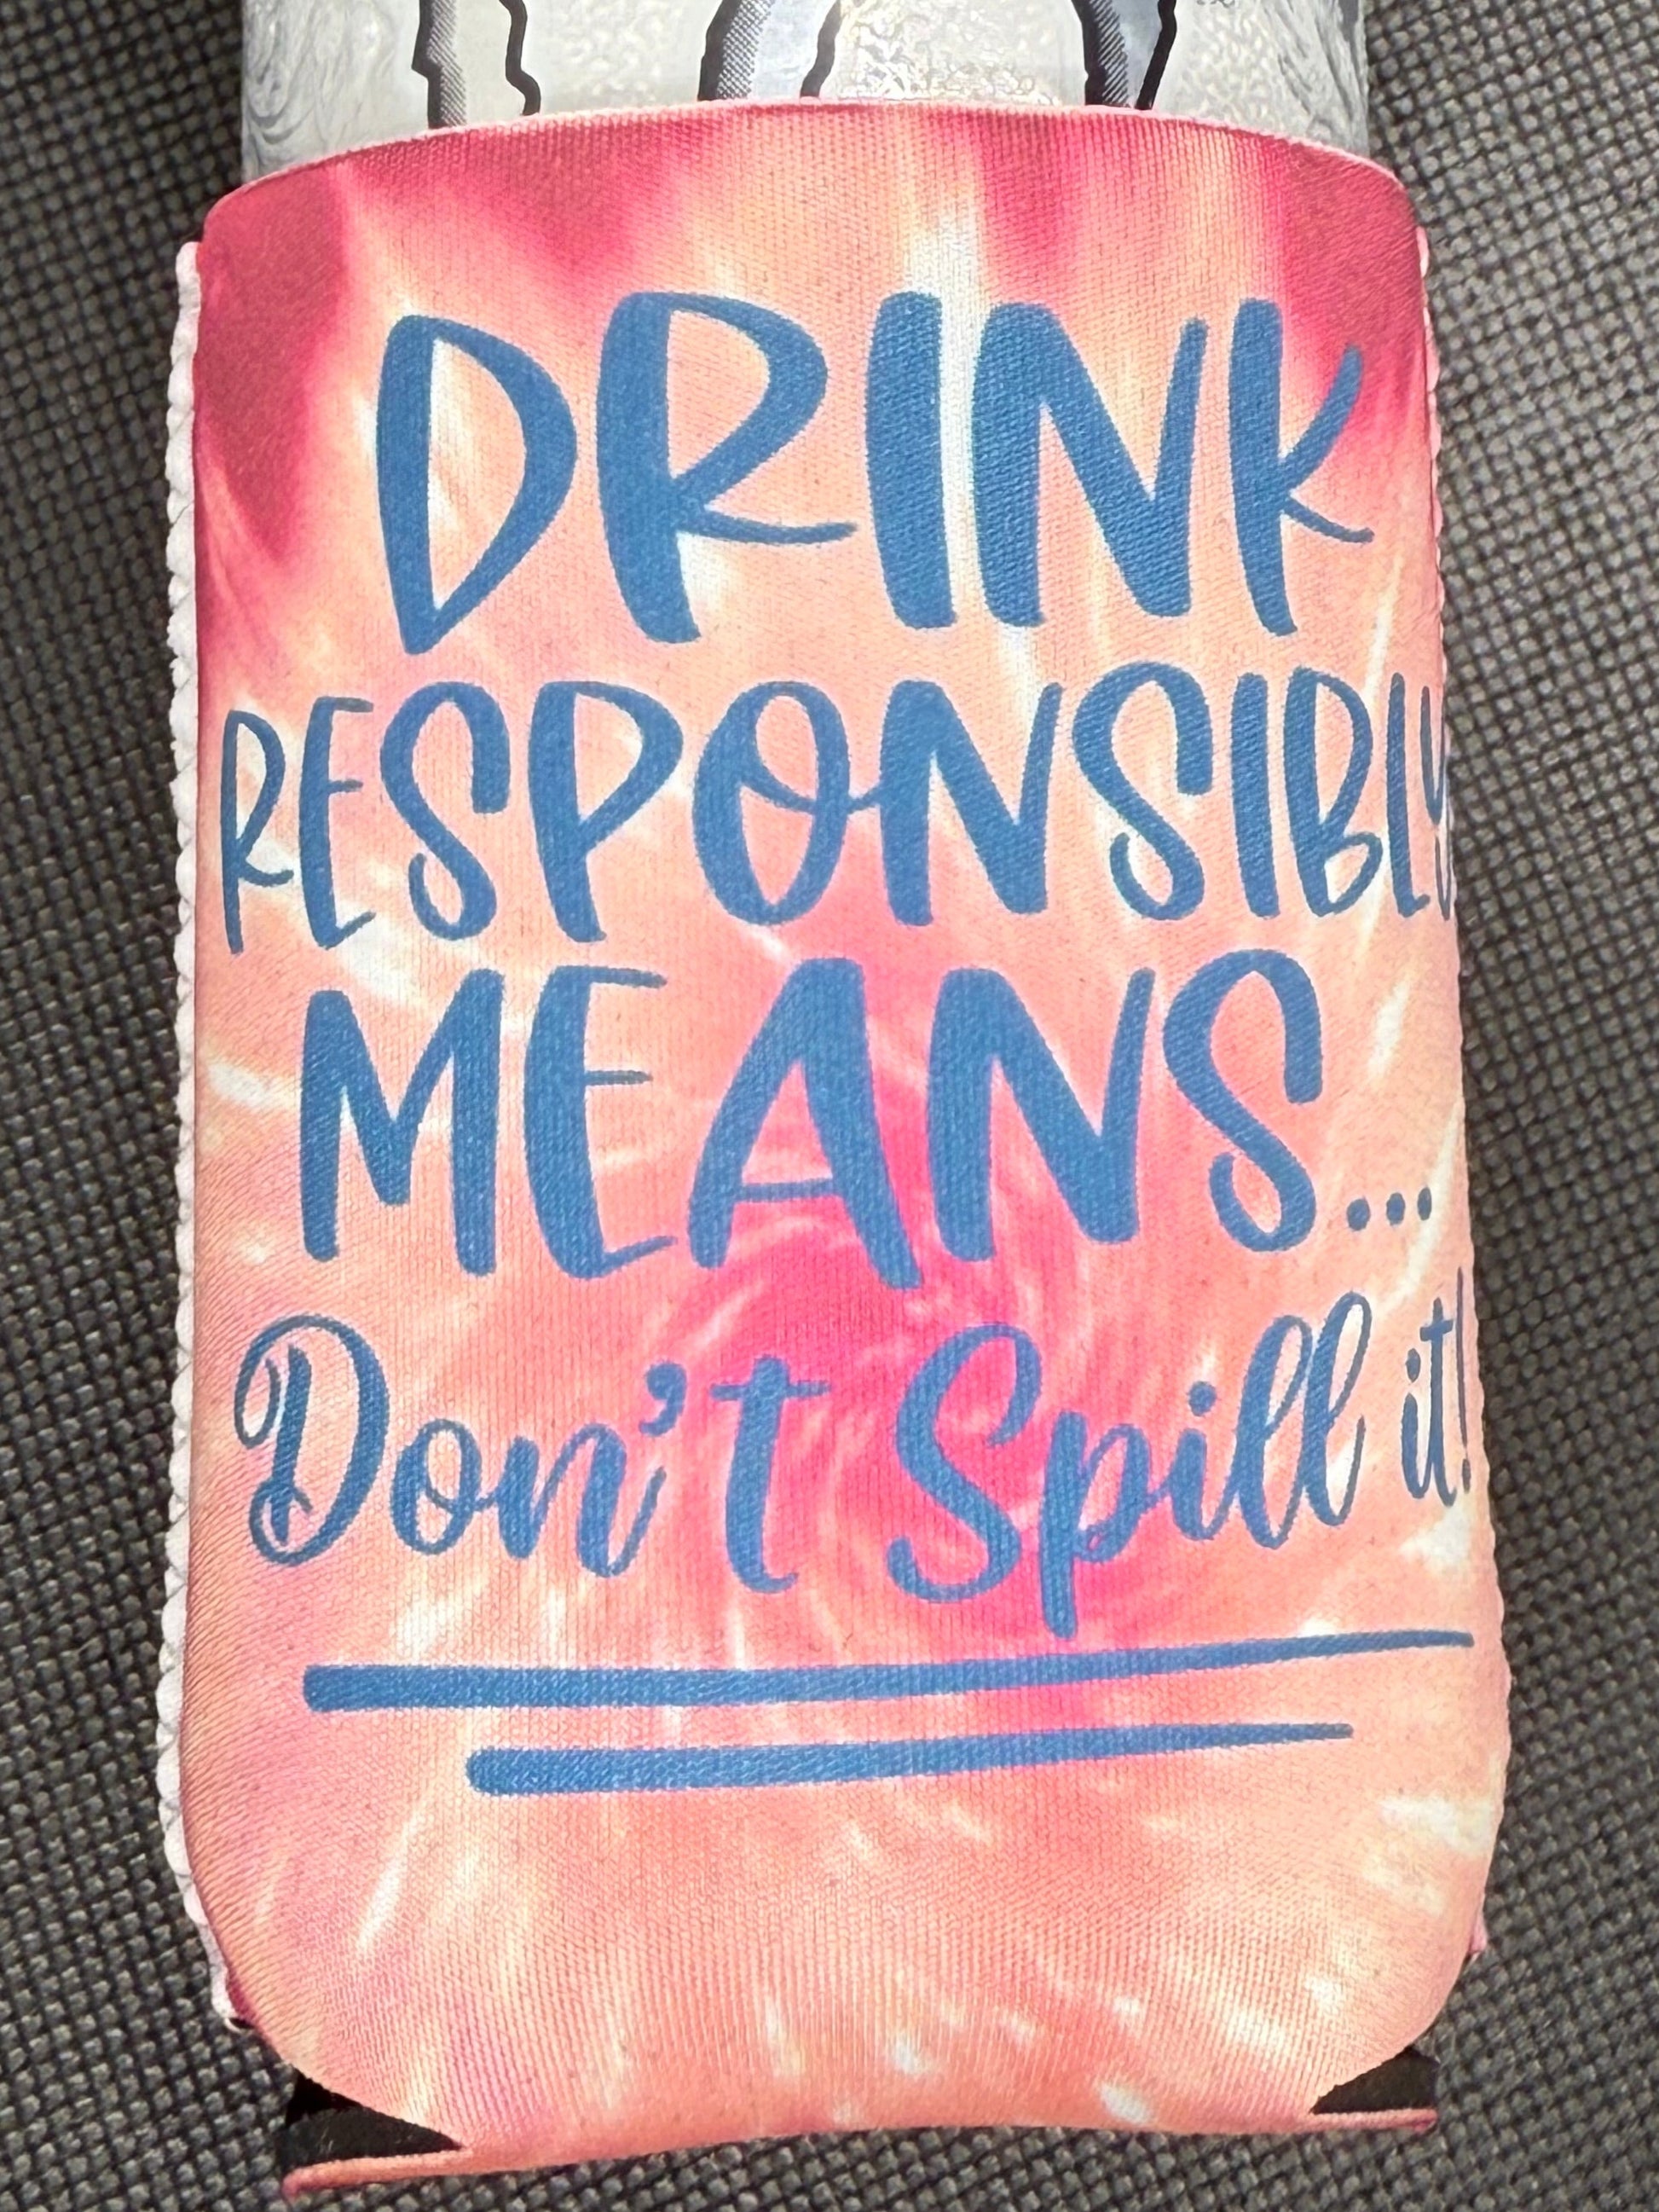 DRINK
RESPONSIBLY
MEANS...
Don't Spill it!